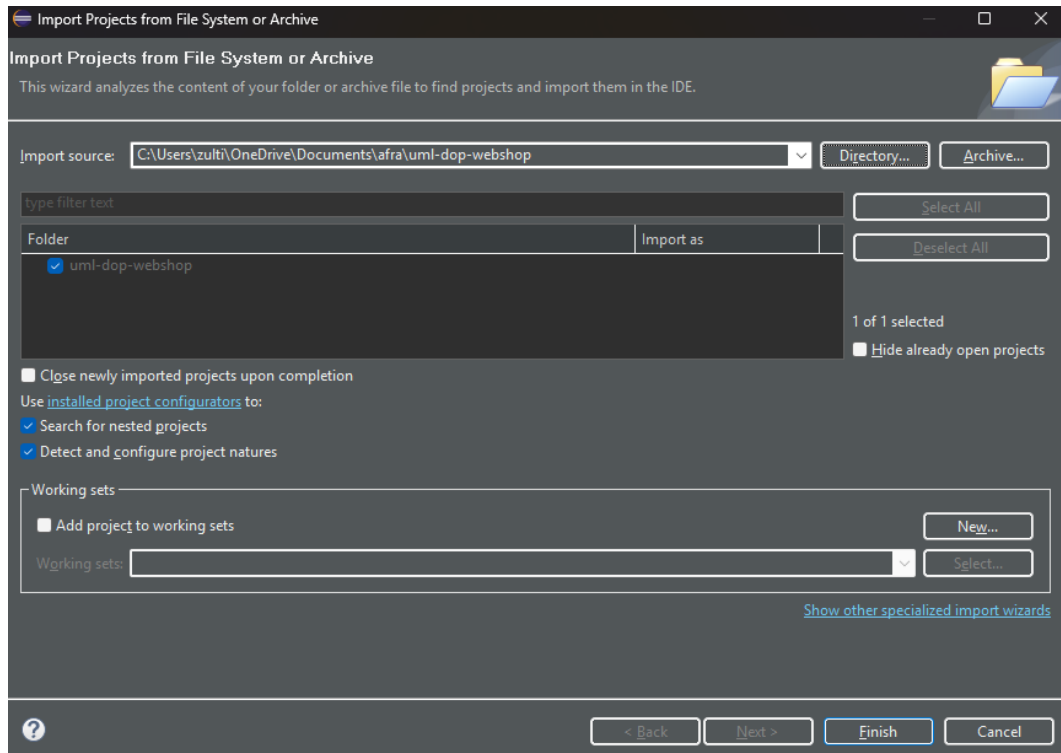 Import Projects from File System or Archive
Import Projects from File System or Archive
This wizard analyzes the content of your folder or archive file to find projects and import them in the IDE.
Import source: C:\Users\zulti\OneDrive\Documents\afra\uml-dop-webshop Directory... Archive...
type filter text Select All
Folder Import as
Deselect All
uml-dop-webshop
1 of 1 selected
Hide already open projects
Close newly imported projects upon completion
Use installed project configurators to:
Search for nested projects
Detect and configure project natures
Working sets
Add project to working sets New...
Working sets: Select...
Show other specialized import wizards
? < Back Next > Finish Cancel